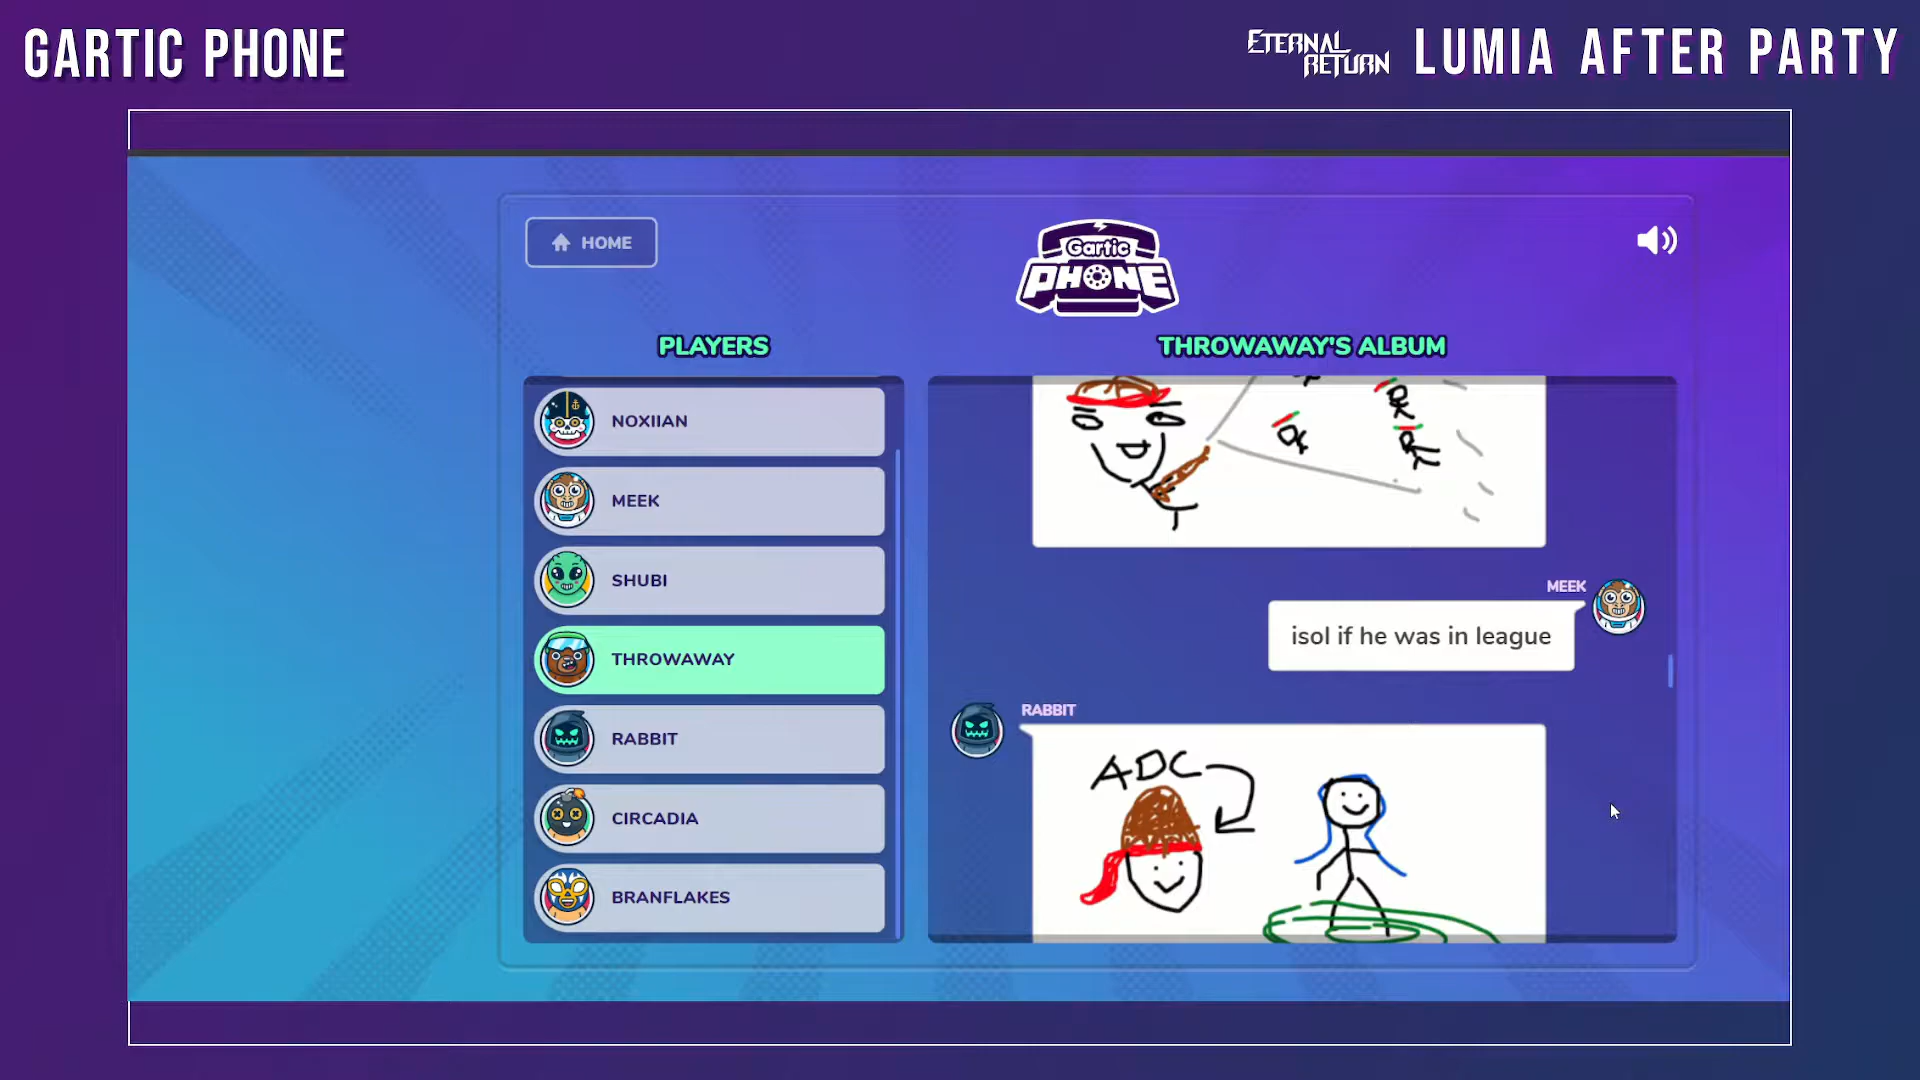 GARTIC PHONE
ETERNAL RETURN
LUMIA AFTER PARTY
HOME
Gartic
PHONE
PLAYERS
THROWAWAY'S ALBUM
NOXIIAN
MEEK
SHUBI
THROWAWAY
RABBIT
CIRCADIA
BRANFLAKES
MEEK
isol if he was in league
RABBIT
ADC